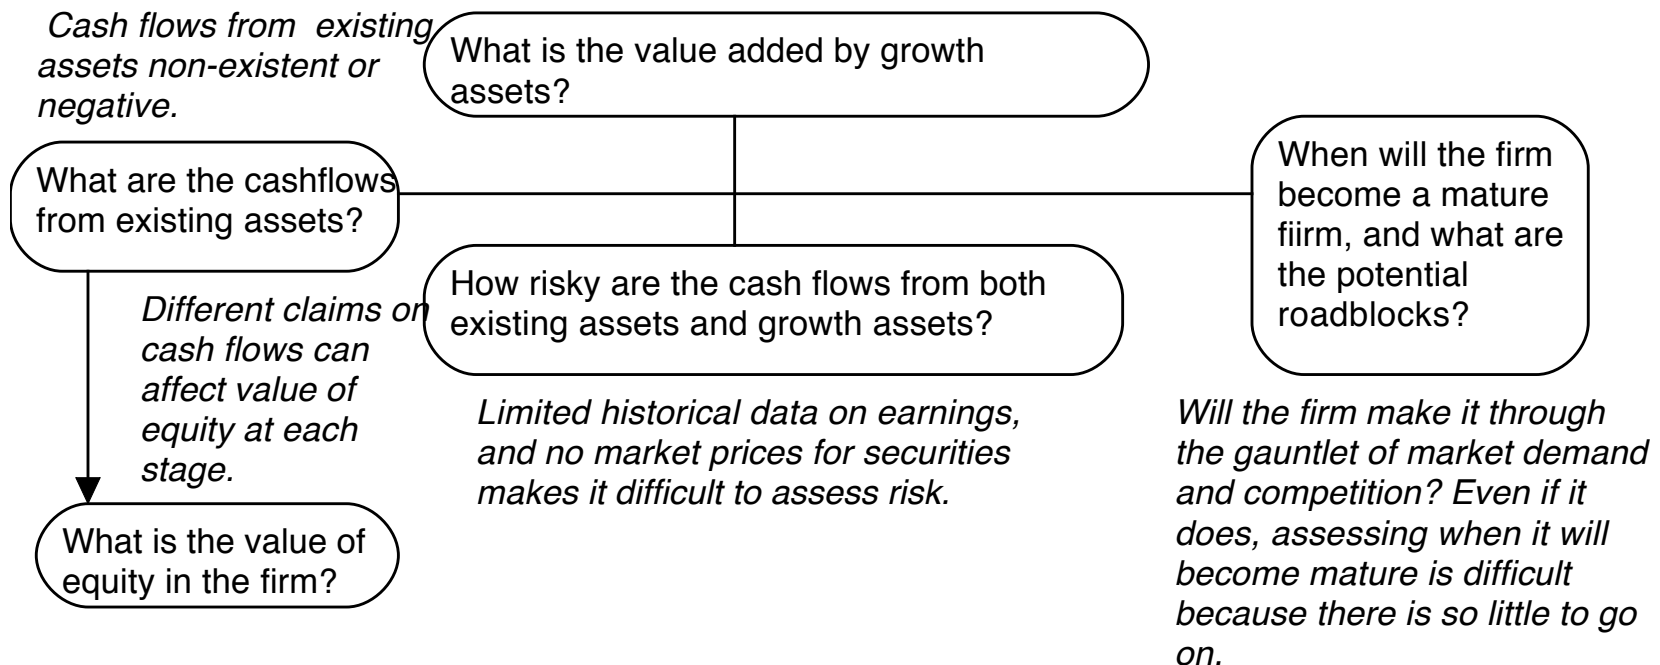 Cash flows from  existing
assets non-existent or
negative.
What is the value added by growth
assets?
What are the cashflows
from existing assets?
When will the firm
become a mature
fiirm, and what are
the potential
roadblocks?
How risky are the cash flows from both
existing assets and growth assets?
Different claims on
cash flows can
affect value of
equity at each
stage.
Limited historical data on earnings,
and no market prices for securities
makes it difficult to assess risk.
Will the firm make it through
the gauntlet of market demand
and competition? Even if it
does, assessing when it will
become mature is difficult
because there is so little to go
on.
What is the value of
equity in the firm?